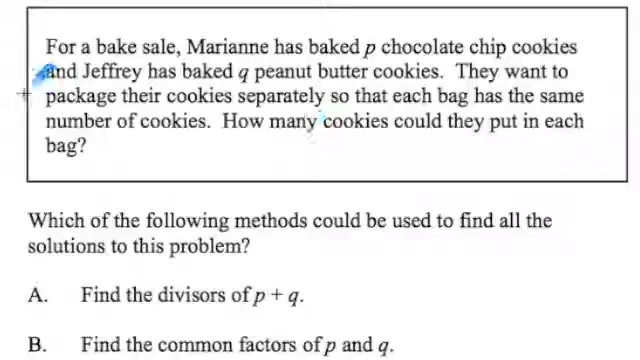 For a bake sale, Marianne has baked p chocolate chip cookies
and Jeffrey has baked q peanut butter cookies. They want to
package their cookies separately so that each bag has the same
number of cookies. How many cookies could they put in each
bag?
Which of the following methods could be used to find all the
solutions to this problem?
A. Find the divisors of p + q.
B. Find the common factors of p and q.